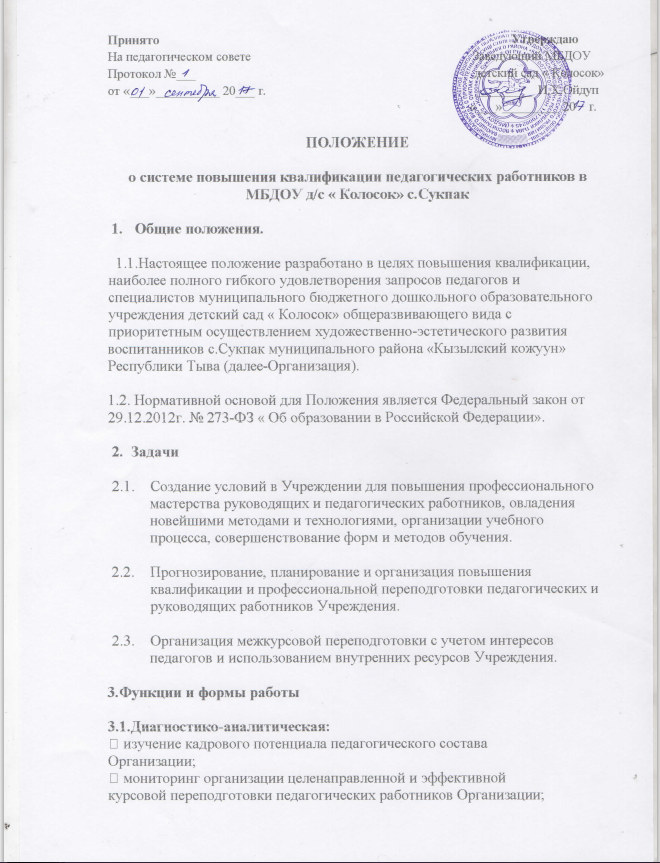 Принято Утверждаю
На педагогическом совете Заведующий МБДОУ
Протокол № 1 детский сад « Колосок»
от «01 » сентября 2017 г. И.Х.Ойдуп
« » 2017 г.
ПОЛОЖЕНИЕ
о системе повышения квалификации педагогических работников в
МБДОУ д/с « Колосок» с.Сукпак
1. Общие положения.
1.1.Настоящее положение разработано в целях повышения квалификации,
наиболее полного гибкого удовлетворения запросов педагогов и
специалистов муниципального бюджетного дошкольного образовательного
учреждения детский сад « Колосок» общеразвивающего вида с
приоритетным осуществлением художественно-эстетического развития
воспитанников с.Сукпак муниципального района «Кызылский кожуун»
Республики Тыва (далее-Организация).
1.2. Нормативной основой для Положения является Федеральный закон от
29.12.2012г. № 273-ФЗ « Об образовании в Российской Федерации».
2. Задачи
2.1. Создание условий в Учреждении для повышения профессионального
мастерства руководящих и педагогических работников, овладения
новейшими методами и технологиями, организации учебного
процесса, совершенствование форм и методов обучения.
2.2. Прогнозирование, планирование и организация повышения
квалификации и профессиональной переподготовки педагогических и
руководящих работников Учреждения.
2.3. Организация межкурсовой переподготовки с учетом интересов
педагогов и использованием внутренних ресурсов Учреждения.
3.Функции и формы работы
3.1.Диагностико-аналитическая:
изучение кадрового потенциала педагогического состава
Организации;
мониторинг организации целенаправленной и эффективной
курсовой переподготовки педагогических работников Организации;